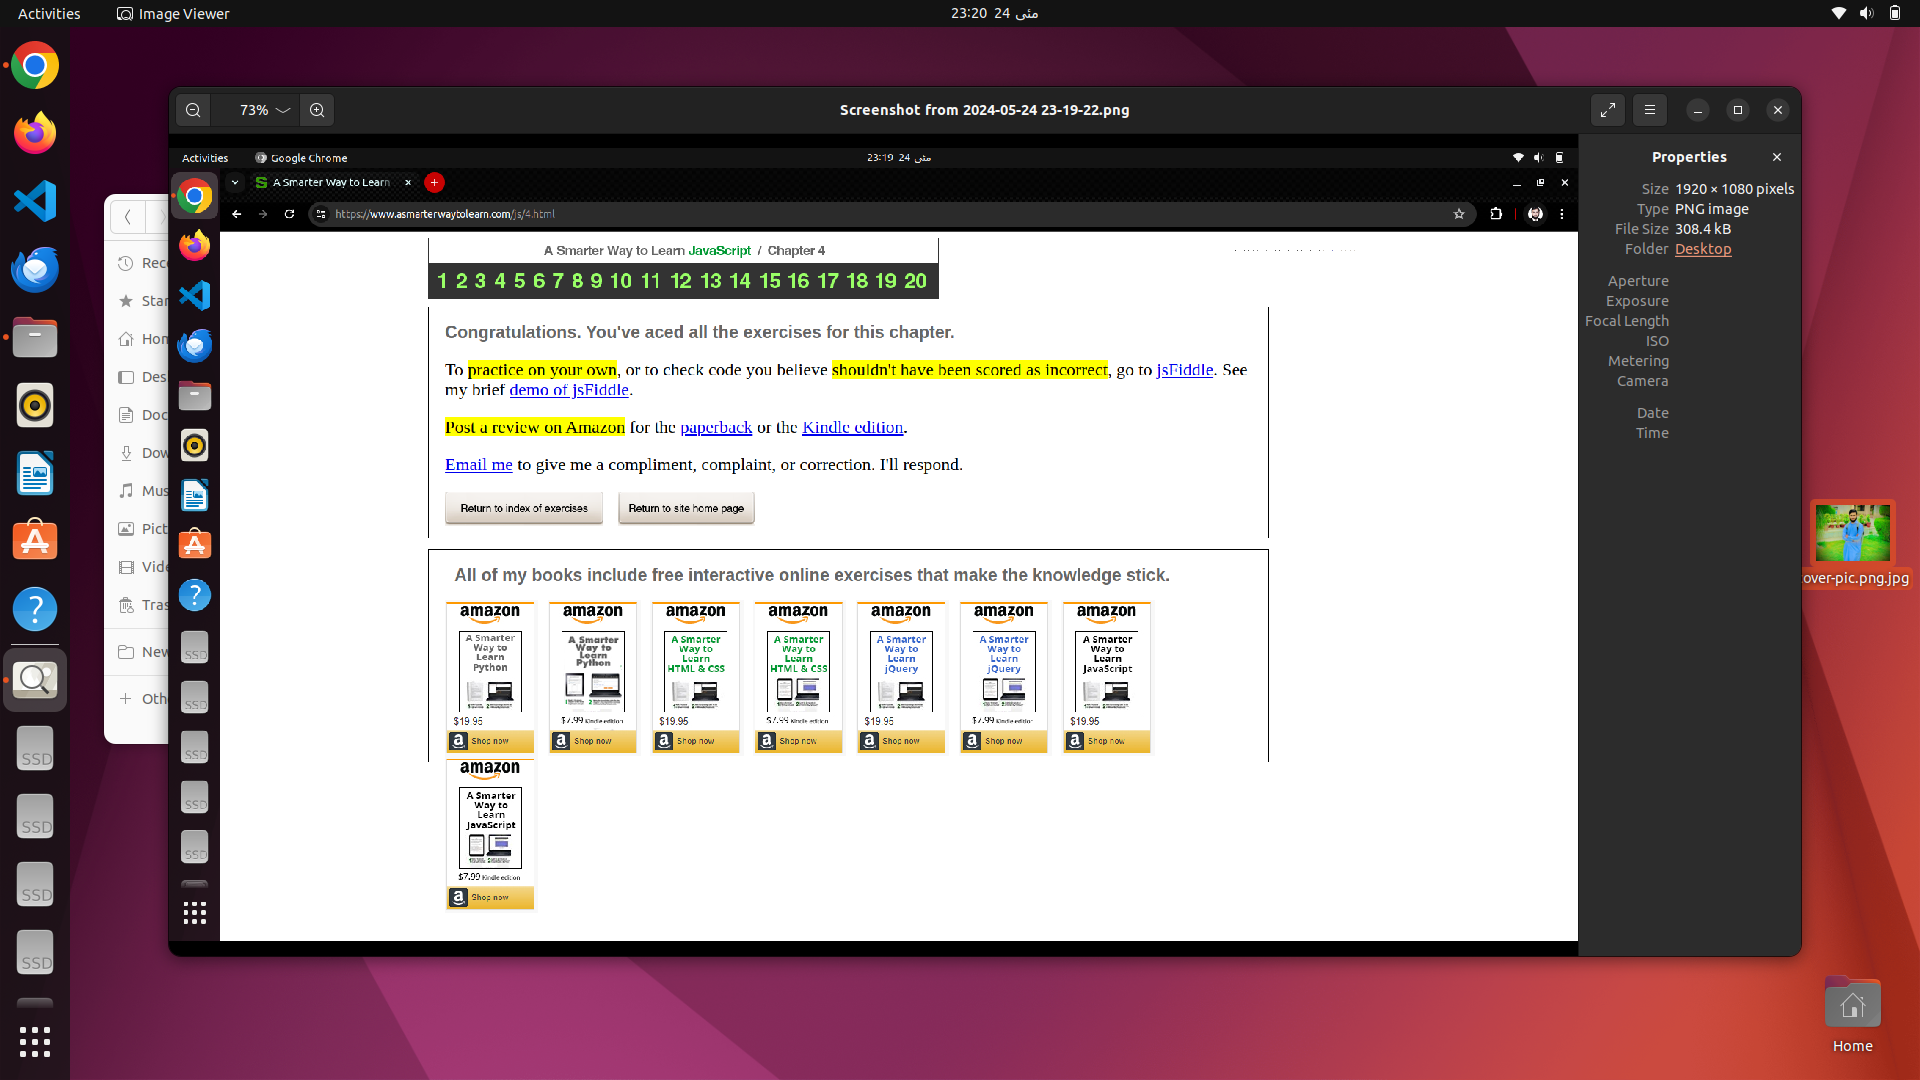 Activities
Image Viewer
23:20 24 مئی
73%
Screenshot from 2024-05-24 23-19-22.png
Activities
Google Chrome
23:19 24 مئی
A Smarter Way to Learn
https://www.asmarterwaytolearn.com/js/4.html
A Smarter Way to Learn JavaScript / Chapter 4
1 2 3 4 5 6 7 8 9 10 11 12 13 14 15 16 17 18 19 20
Congratulations. You've aced all the exercises for this chapter.
To practice on your own, or to check code you believe shouldn't have been scored as incorrect, go to jsFiddle. See
my brief demo of jsFiddle.
Post a review on Amazon for the paperback or the Kindle edition.
Email me to give me a compliment, complaint, or correction. I'll respond.
Return to index of exercises
Return to site home page
All of my books include free interactive online exercises that make the knowledge stick.
amazon
A Smarter
Way to
Learn
Python
$19.95
Shop now
amazon
A Smarter
Way to
Learn
Python
$7.99 Kindle edition
Shop now
amazon
A Smarter
Way to
Learn
HTML & CSS
$19.95
Shop now
amazon
A Smarter
Way to
Learn
HTML & CSS
$7.99 Kindle edition
Shop now
amazon
A Smarter
Way to
Learn
jQuery
$19.95
Shop now
amazon
A Smarter
Way to
Learn
jQuery
$7.99 Kindle edition
Shop now
amazon
A Smarter
Way to
Learn
JavaScript
$19.95
Shop now
amazon
A Smarter
Way to
Learn
JavaScript
$7.99 Kindle edition
Shop now
Properties
Size 1920 × 1080 pixels
Type PNG image
File Size 308.4 kB
Folder Desktop
Aperture
Exposure
Focal Length
ISO
Metering
Camera
Date
Time
Rece
Star
Hom
Des
Doc
Dow
Mus
Pict
Vide
Tras
New
Oth
SSD
SSD
SSD
SSD
SSD
SSD
SSD
SSD
SSD
over-pic.png.jpg
Home